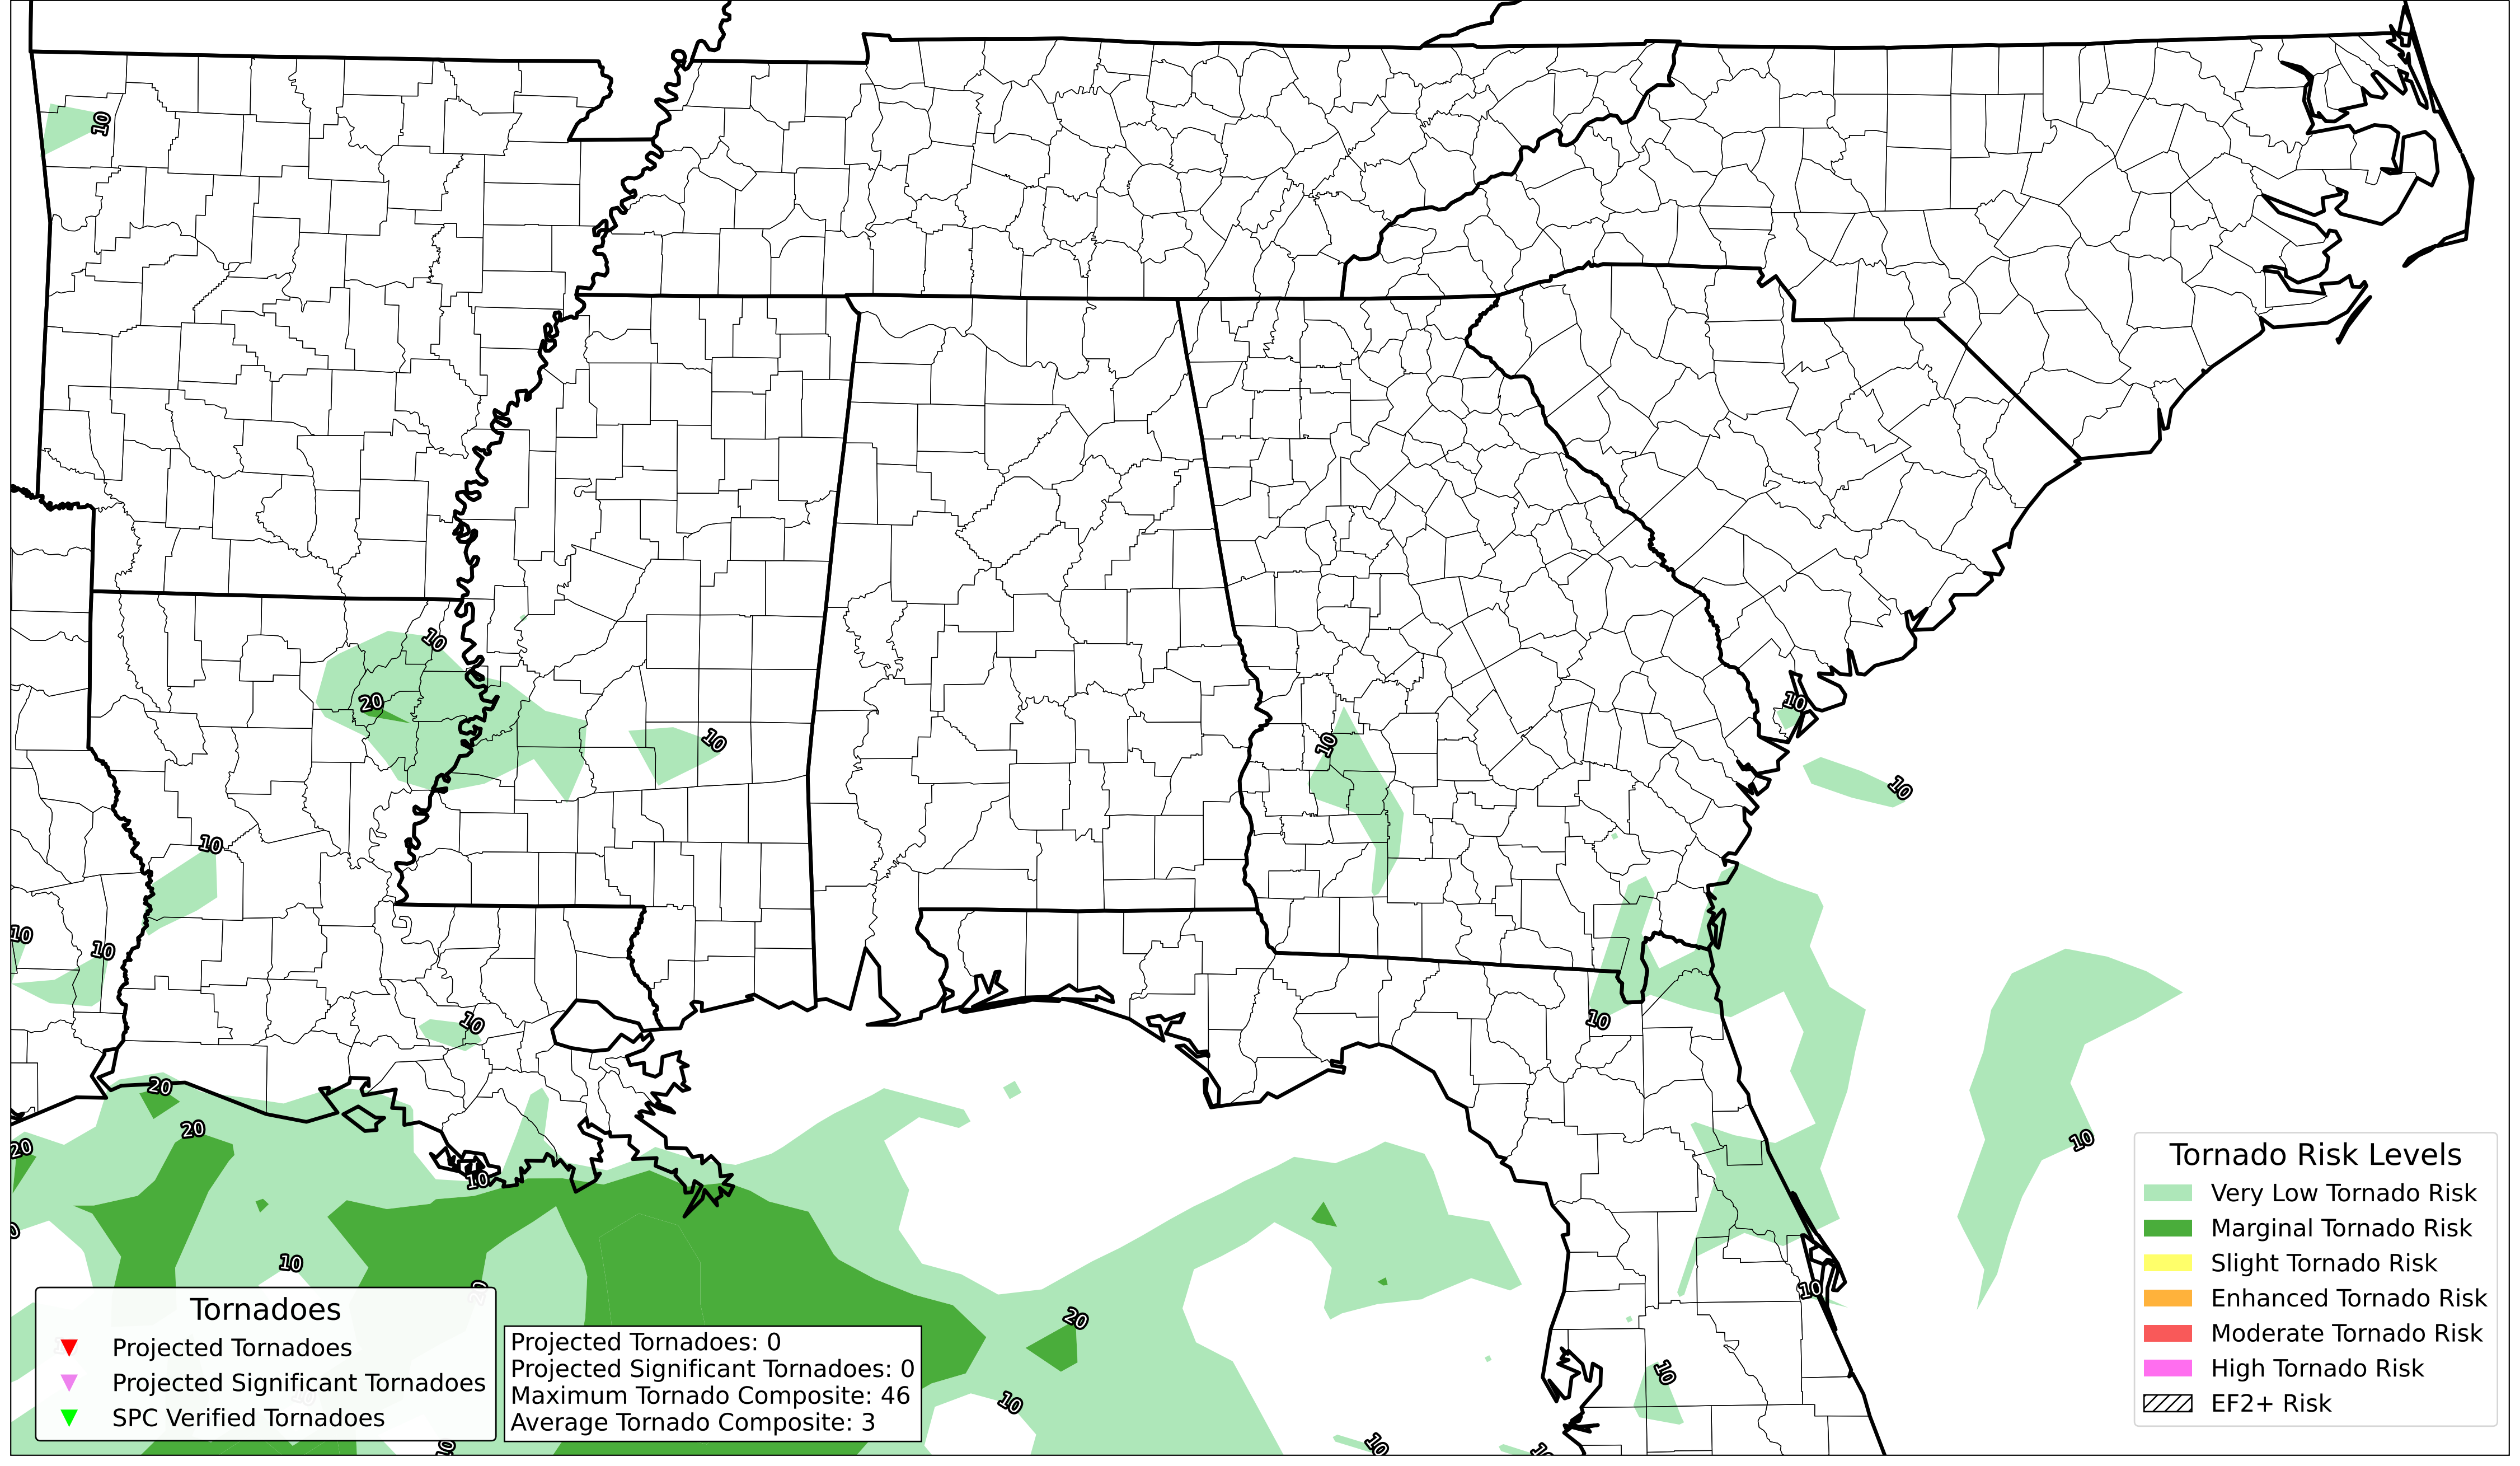 10
10
20
10
10
10
10
10
10
10
10
10
20
20
20
10
10
10
20
10
10
10
10
10
Tornadoes
Projected Tornadoes
Projected Significant Tornadoes
SPC Verified Tornadoes
Projected Tornadoes: 0
Projected Significant Tornadoes: 0
Maximum Tornado Composite: 46
Average Tornado Composite: 3
Tornado Risk Levels
Very Low Tornado Risk
Marginal Tornado Risk
Slight Tornado Risk
Enhanced Tornado Risk
Moderate Tornado Risk
High Tornado Risk
EF2+ Risk